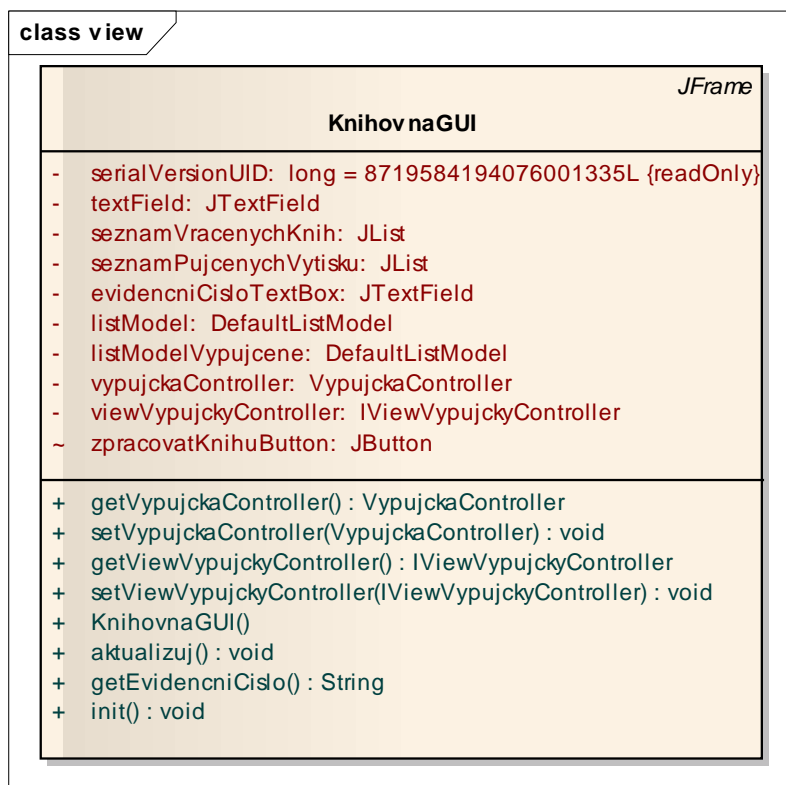 class view
JFrame
KnihovnaGUI
- serialVersionUID: long = 8719584194076001335L {readOnly}
- textField: JTextField
- seznamVracenychKnih: JList
- seznamPujcenychVytisku: JList
- evidencniCisloTextBox: JTextField
- listModel: DefaultListModel
- listModelVypujcene: DefaultListModel
- vypujckaController: VypujckaController
- viewVypujckyController: IViewVypujckyController
~ zpracovatKnihuButton: JButton
+ getVypujckaController() : VypujckaController
+ setVypujckaController(VypujckaController) : void
+ getViewVypujckyController() : IViewVypujckyController
+ setViewVypujckyController(IViewVypujckyController) : void
+ KnihovnaGUI()
+ aktualizuj() : void
+ getEvidencniCislo() : String
+ init() : void